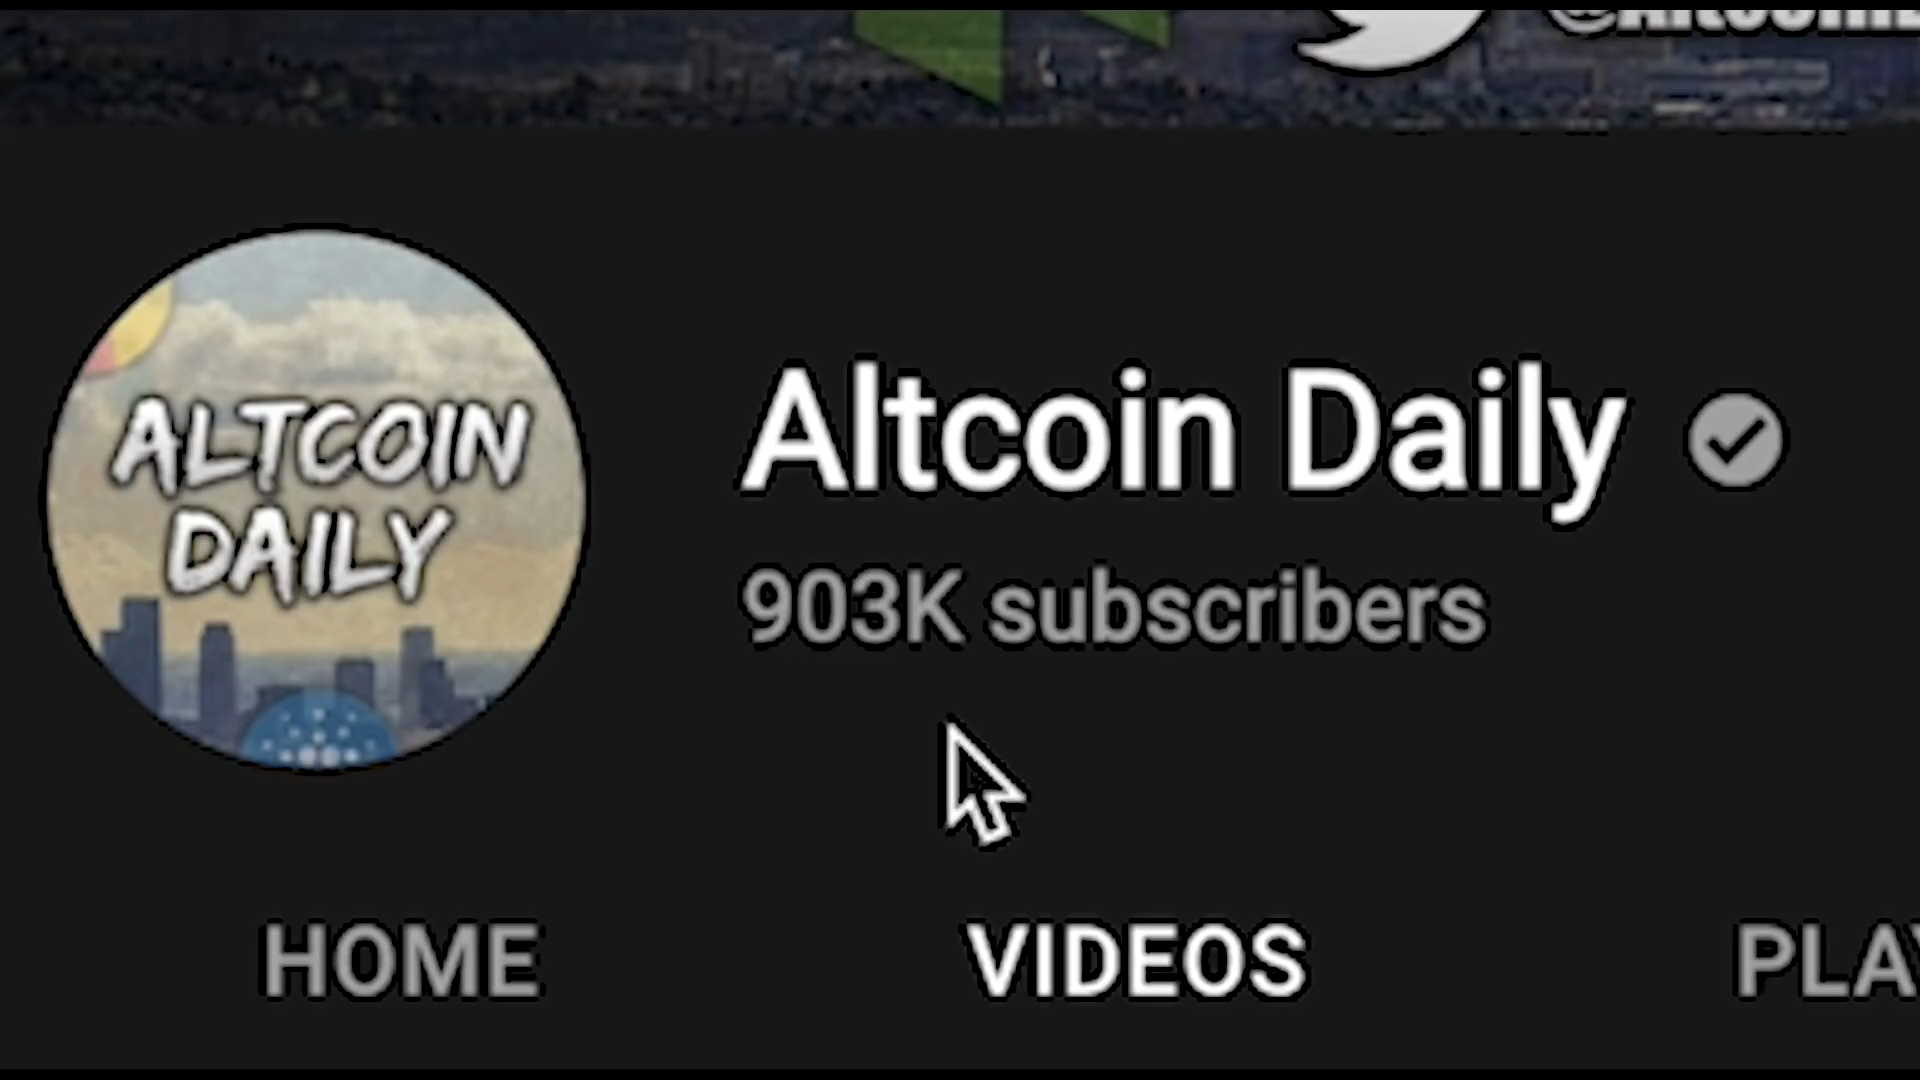 ALTCOIN
DAILY
Altcoin Daily
903K subscribers
HOME
VIDEOS